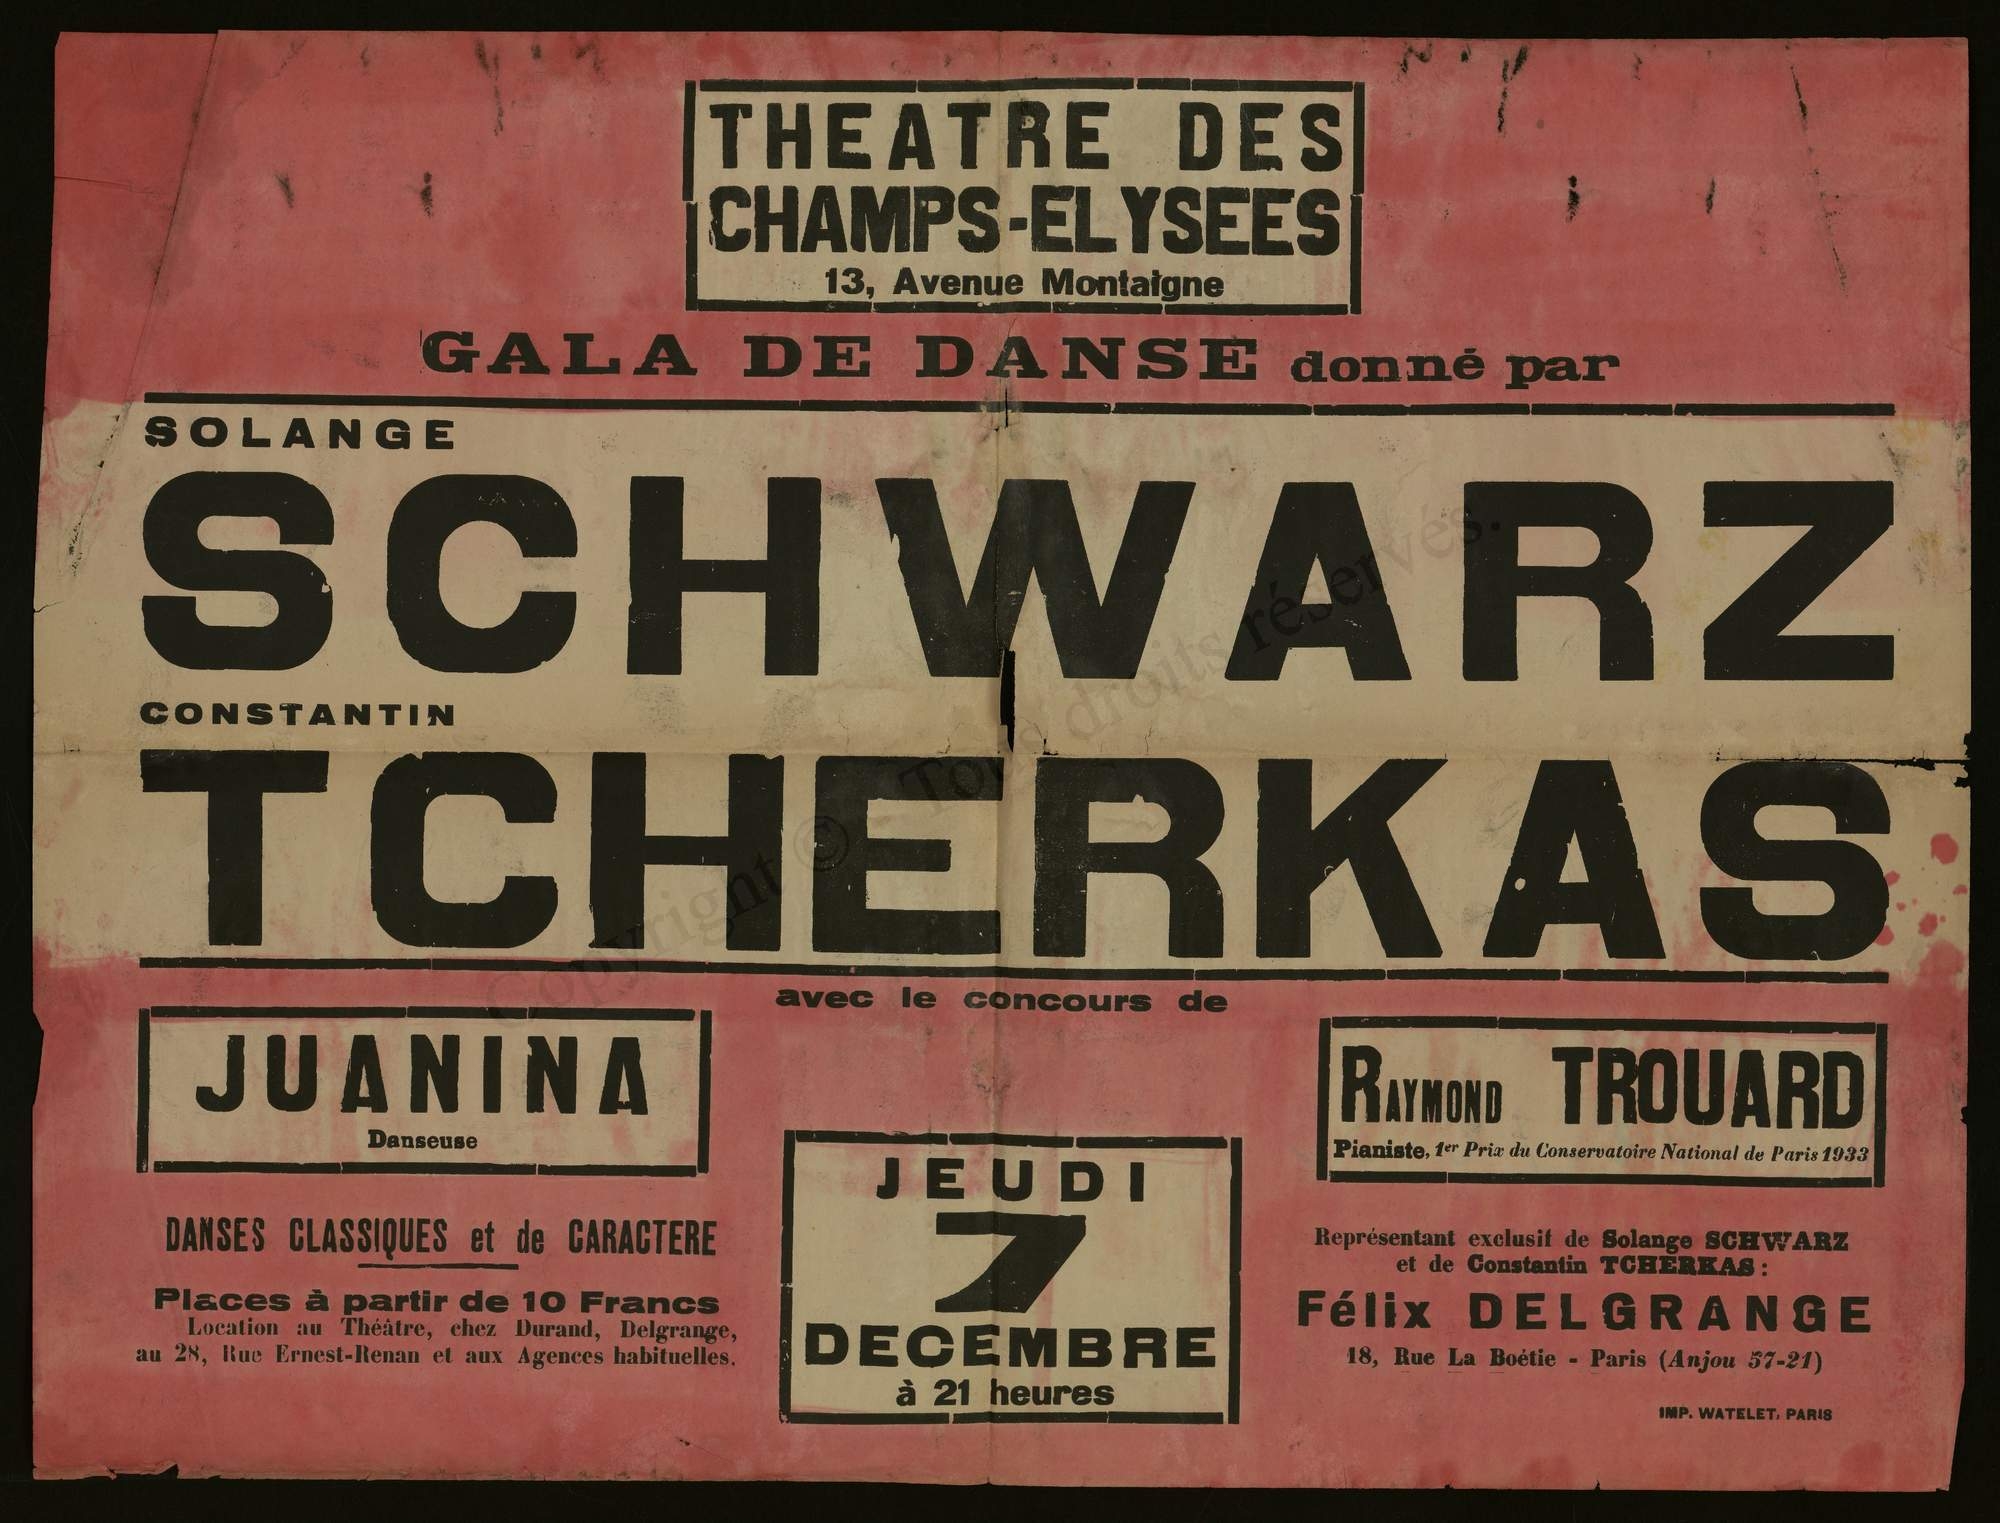 THEATRE DES
CHAMPS-ELYSEES
13, Avenue Montaigne
GALA DE DANSE donné par
SOLANGE
SCHWARZ
CONSTANTIN
TCHERKAS
avec le concours de
JUANINA
Danseuse
RAYMOND TROUARD
Pianiste, 1er Prix du Conservatoire National de Paris 1933
DANSES CLASSIQUES et de CARACTERE
Places à partir de 10 Francs
Location au Théâtre, chez Durand, Delgrange,
au 28, Rue Ernest-Renan et aux Agences habituelles.
JEUDI
7
DECEMBRE
à 21 heures
Représentant exclusif de Solange SCHWARZ
et de Constantin TCHERKAS :
Félix DELGRANGE
18, Rue La Boëtie - Paris (Anjou 57-21)
IMP. WATELET, PARIS
Copyright © - Tous droits réservés.